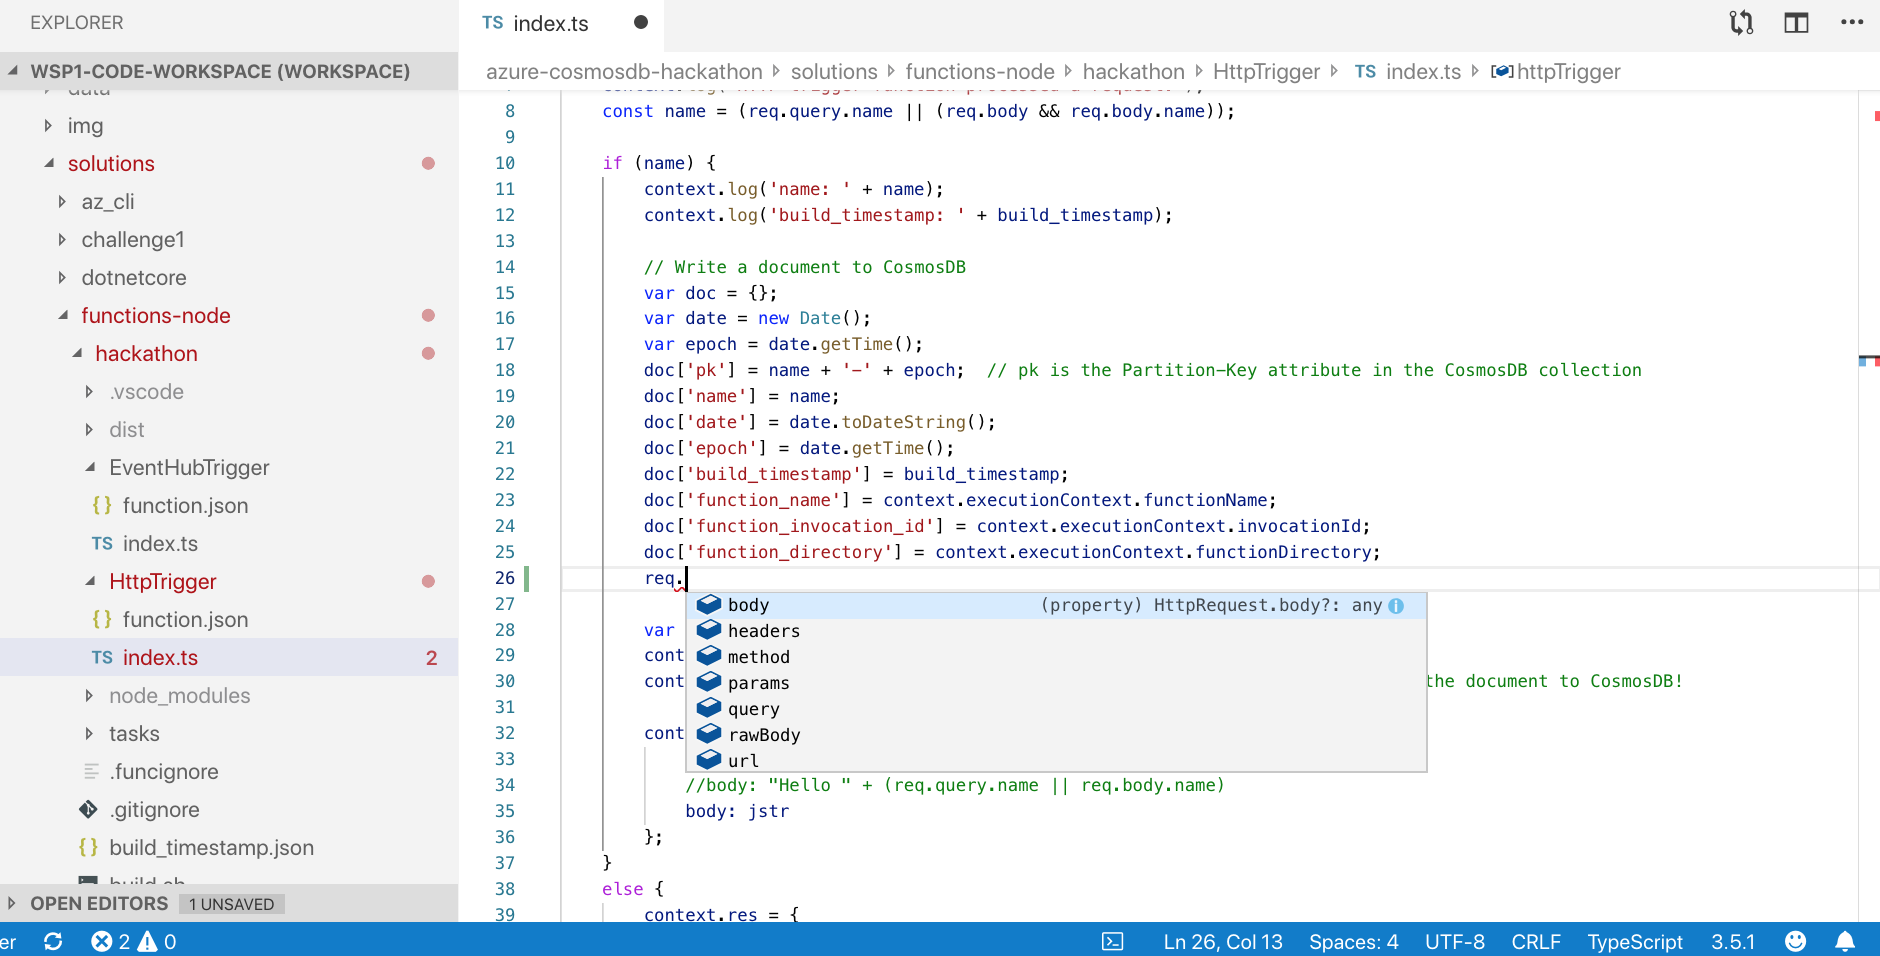 EXPLORER
WSP1-CODE-WORKSPACE (WORKSPACE)
data
img
solutions
az_cli
challenge1
dotnetcore
functions-node
hackathon
.vscode
dist
EventHubTrigger
{} function.json
TS index.ts
HttpTrigger
{} function.json
TS index.ts 2
node_modules
tasks
.funcignore
.gitignore
{} build_timestamp.json
build.sh
OPEN EDITORS 1 UNSAVED
TS index.ts
azure-cosmosdb-hackathon solutions functions-node hackathon HttpTrigger TS index.ts httpTrigger
8 const name = (req.query.name || (req.body && req.body.name));
9
10 if (name) {
11 context.log('name: ' + name);
12 context.log('build_timestamp: ' + build_timestamp);
13
14 // Write a document to CosmosDB
15 var doc = {};
16 var date = new Date();
17 var epoch = date.getTime();
18 doc['pk'] = name + '-' + epoch;  // pk is the Partition-Key attribute in the CosmosDB collection
19 doc['name'] = name;
20 doc['date'] = date.toDateString();
21 doc['epoch'] = date.getTime();
22 doc['build_timestamp'] = build_timestamp;
23 doc['function_name'] = context.executionContext.functionName;
24 doc['function_invocation_id'] = context.executionContext.invocationId;
25 doc['function_directory'] = context.executionContext.functionDirectory;
26 req.
body (property) HttpRequest.body?: any
headers
method
params
query
rawBody
url
27
28 var
29 cont
30 cont the document to CosmosDB!
31
32 cont
33
34 //body: "Hello " + (req.query.name || req.body.name)
35 body: jstr
36 };
37 }
38 else {
39 context.res = {
er 2 0 Ln 26, Col 13 Spaces: 4 UTF-8 CRLF TypeScript 3.5.1